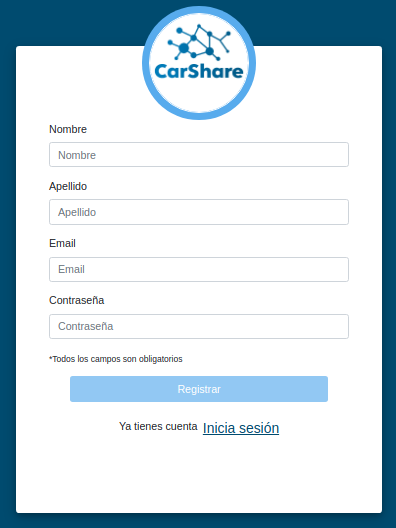 CarShare
Nombre
Nombre
Apellido
Apellido
Email
Email
Contraseña
Contraseña
*Todos los campos son obligatorios
Registrar
Ya tienes cuenta Inicia sesión